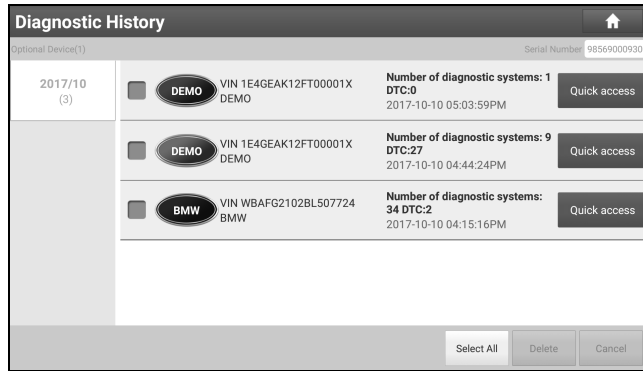 Diagnostic History
Optional Device(1)
Serial Number 98569000930
2017/10
(3)
DEMO
VIN 1E4GEAK12FT00001X
DEMO
Number of diagnostic systems: 1
DTC:0
2017-10-10 05:03:59PM
Quick access
DEMO
VIN 1E4GEAK12FT00001X
DEMO
Number of diagnostic systems: 9
DTC:27
2017-10-10 04:44:24PM
Quick access
BMW
VIN WBAFG2102BL507724
BMW
Number of diagnostic systems:
34 DTC:2
2017-10-10 04:15:16PM
Quick access
Select All
Delete
Cancel